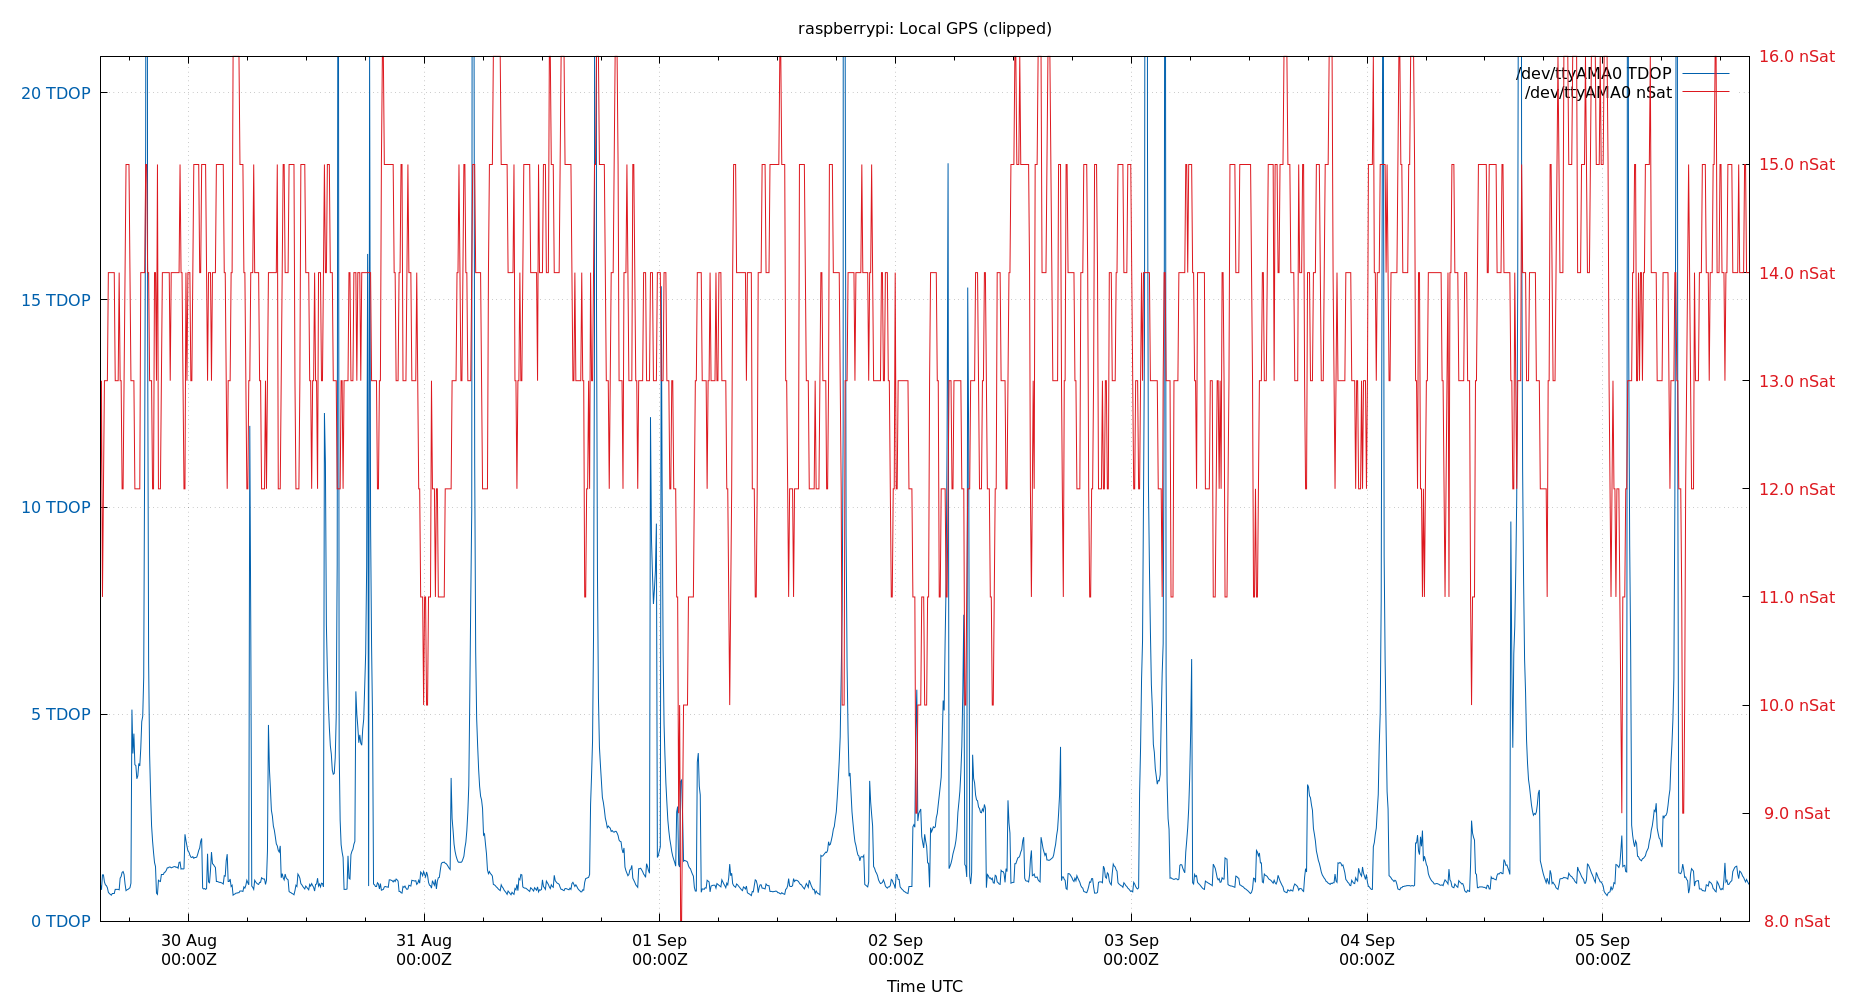 raspberrypi: Local GPS (clipped)
/dev/ttyAMA0 TDOP
/dev/ttyAMA0 nSat
20 TDOP
15 TDOP
10 TDOP
5 TDOP
0 TDOP
16.0 nSat
15.0 nSat
14.0 nSat
13.0 nSat
12.0 nSat
11.0 nSat
10.0 nSat
9.0 nSat
8.0 nSat
30 Aug
00:00Z
31 Aug
00:00Z
01 Sep
00:00Z
02 Sep
00:00Z
03 Sep
00:00Z
04 Sep
00:00Z
05 Sep
00:00Z
Time UTC